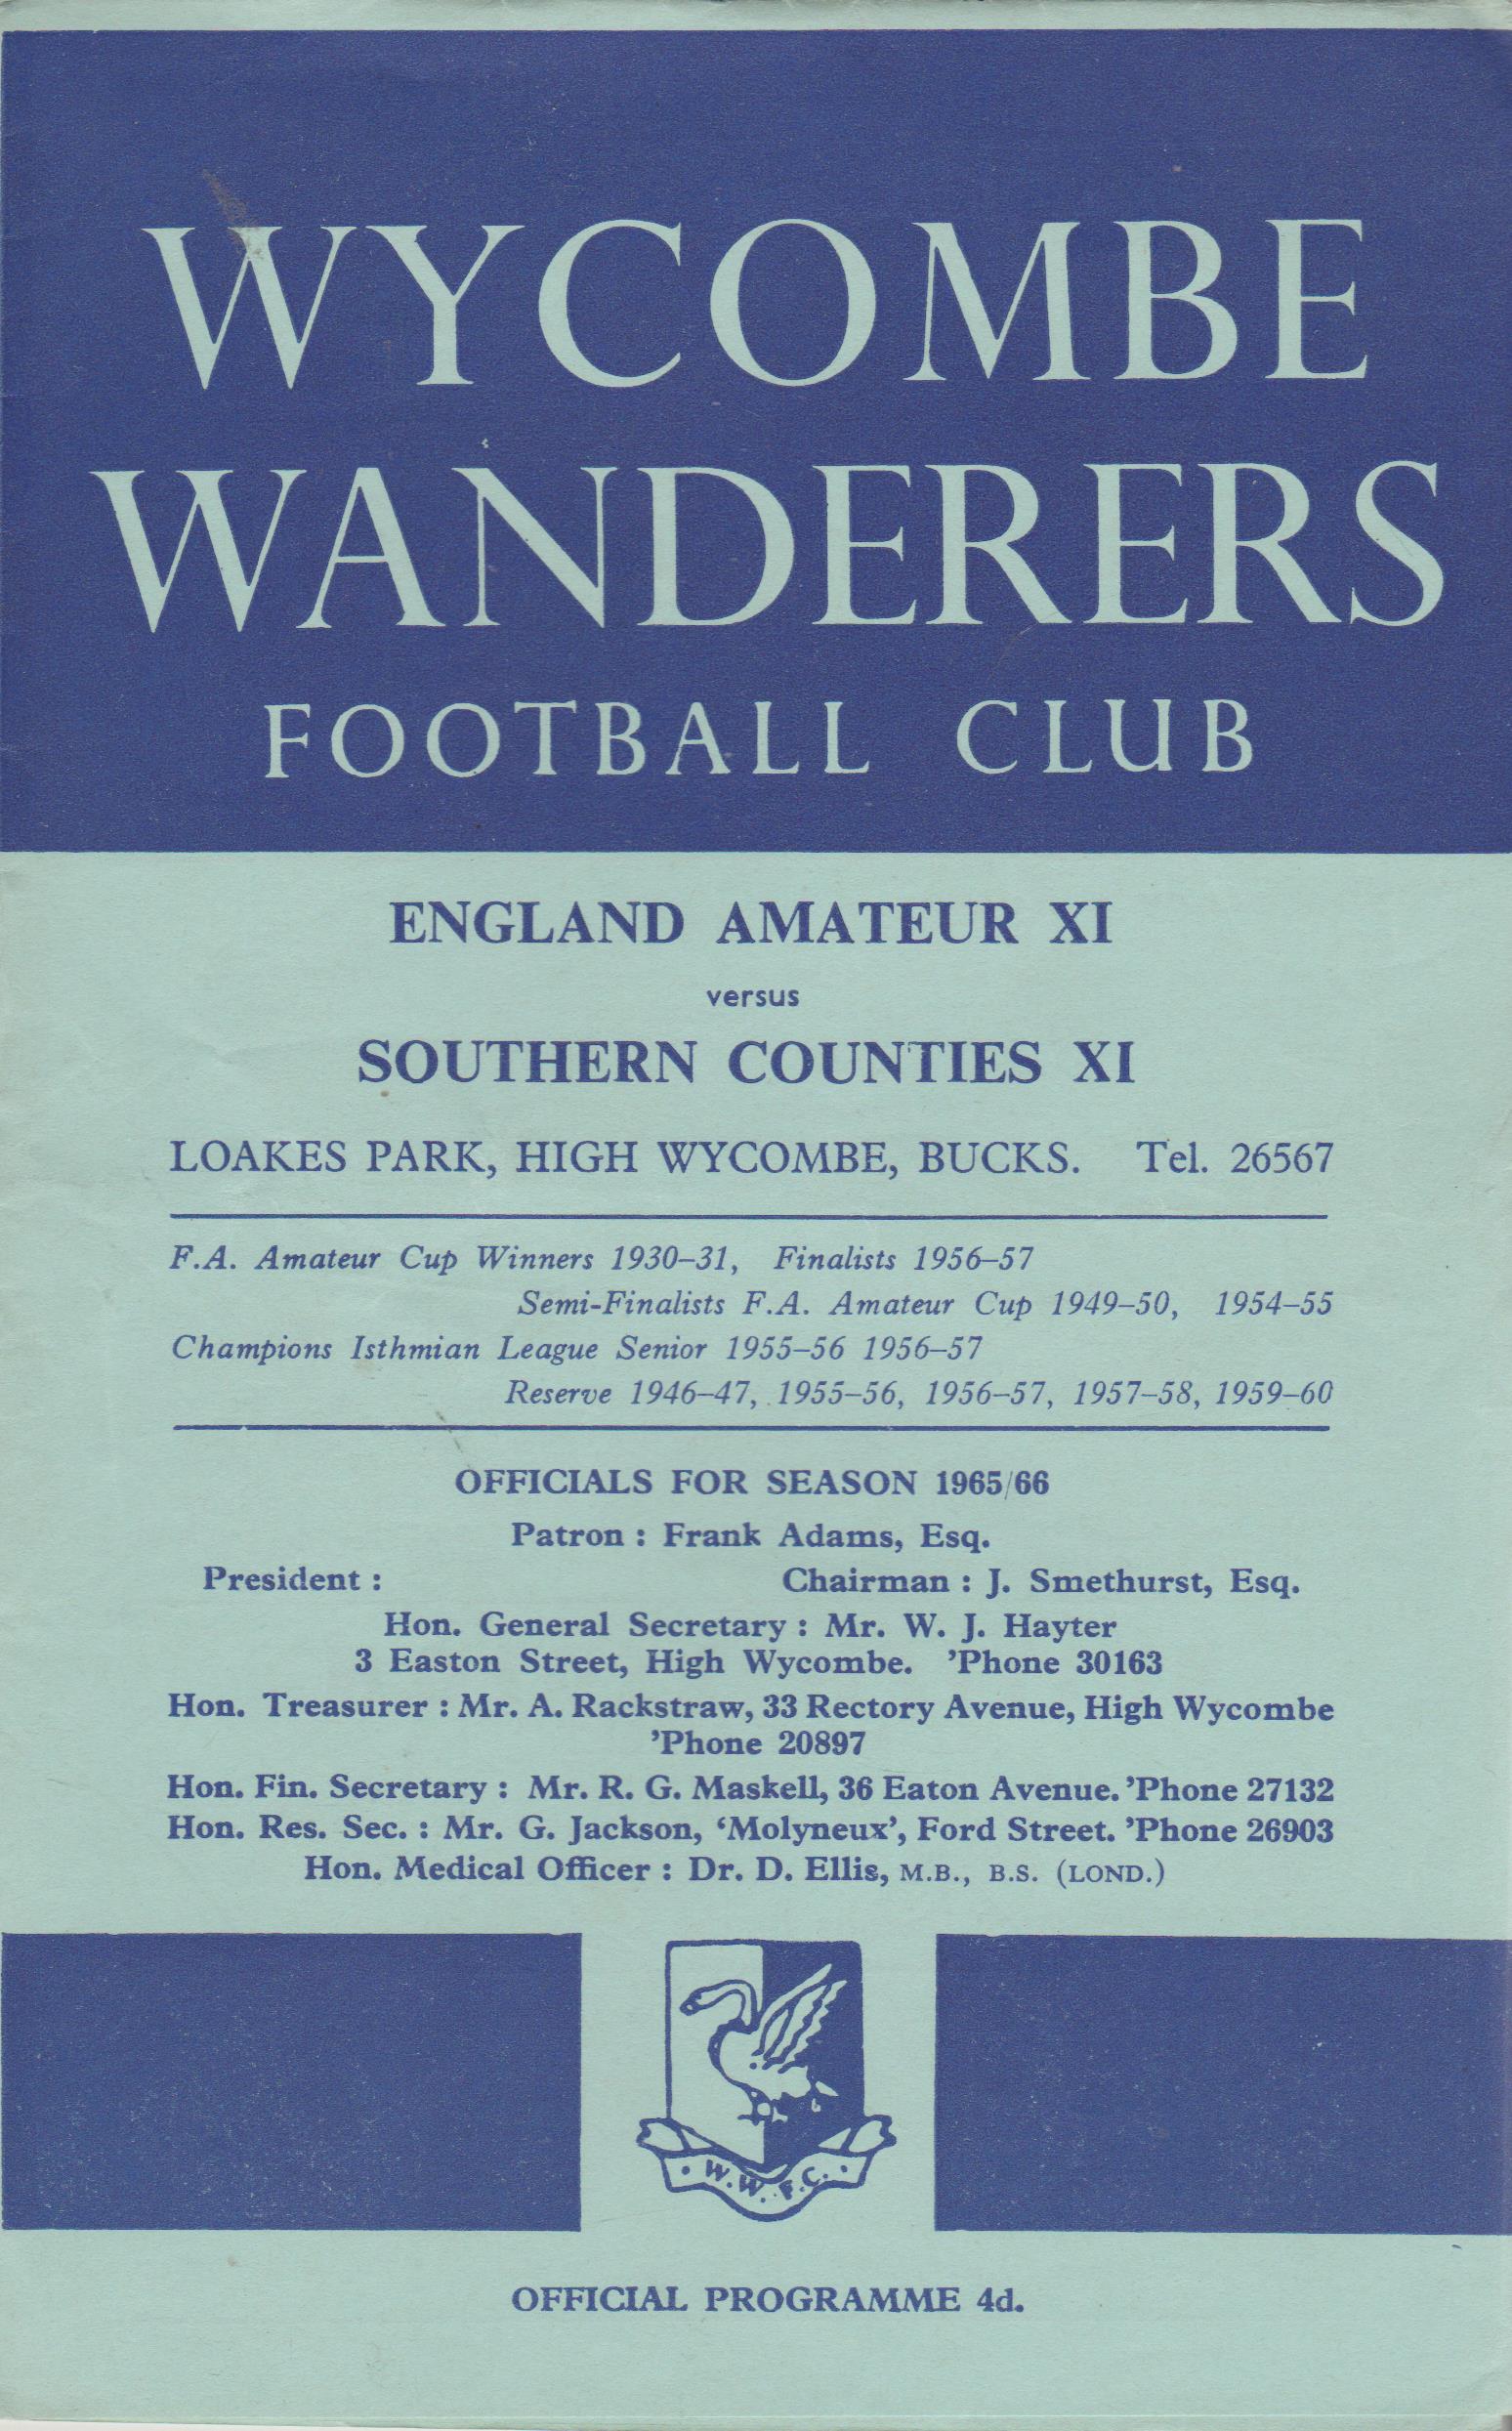 WYCOMBE
WANDERERS
FOOTBALL CLUB
ENGLAND AMATEUR XI
versus
SOUTHERN COUNTIES XI
LOAKES PARK, HIGH WYCOMBE, BUCKS. Tel. 26567
F.A. Amateur Cup Winners 1930–31, Finalists 1956–57
Semi-Finalists F.A. Amateur Cup 1949–50, 1954–55
Champions Isthmian League Senior 1955–56 1956–57
Reserve 1946–47, 1955–56, 1956–57, 1957–58, 1959–60
OFFICIALS FOR SEASON 1965/66
Patron : Frank Adams, Esq.
President : Chairman : J. Smethurst, Esq.
Hon. General Secretary : Mr. W. J. Hayter
3 Easton Street, High Wycombe. ’Phone 30163
Hon. Treasurer : Mr. A. Rackstraw, 33 Rectory Avenue, High Wycombe
’Phone 20897
Hon. Fin. Secretary : Mr. R. G. Maskell, 36 Eaton Avenue. ’Phone 27132
Hon. Res. Sec. : Mr. G. Jackson, ‘Molyneux’, Ford Street. ’Phone 26903
Hon. Medical Officer : Dr. D. Ellis, M.B., B.S. (LOND.)
. W. W. F. C. .
OFFICIAL PROGRAMME 4d.